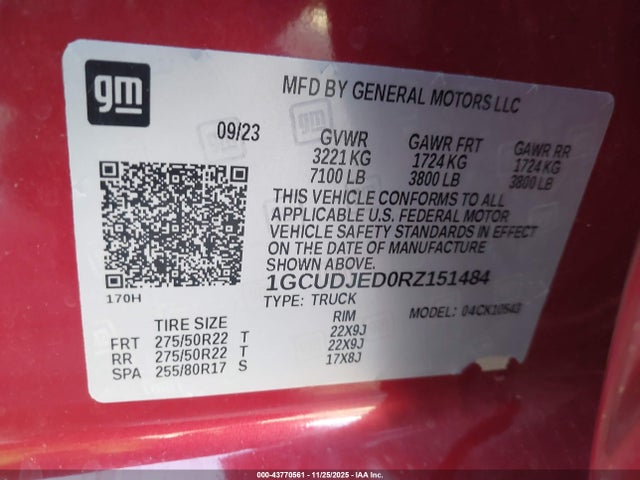 gm
MFD BY GENERAL MOTORS LLC
09/23
GVWR GAWR FRT GAWR RR
3221 KG 1724 KG 1724 KG
7100 LB 3800 LB 3800 LB
THIS VEHICLE CONFORMS TO ALL
APPLICABLE U.S. FEDERAL MOTOR
VEHICLE SAFETY STANDARDS IN EFFECT
ON THE DATE OF MANUFACTURE
SHOWN ABOVE.
170H
1GCUDJED0RZ151484
TYPE: TRUCK MODEL: 04CK10543
TIRE SIZE RIM
FRT 275/50R22 T 22X9J
RR 275/50R22 T 22X9J
SPA 255/80R17 S 17X8J
000-43770561 - 11/25/2025 - IAA Inc.